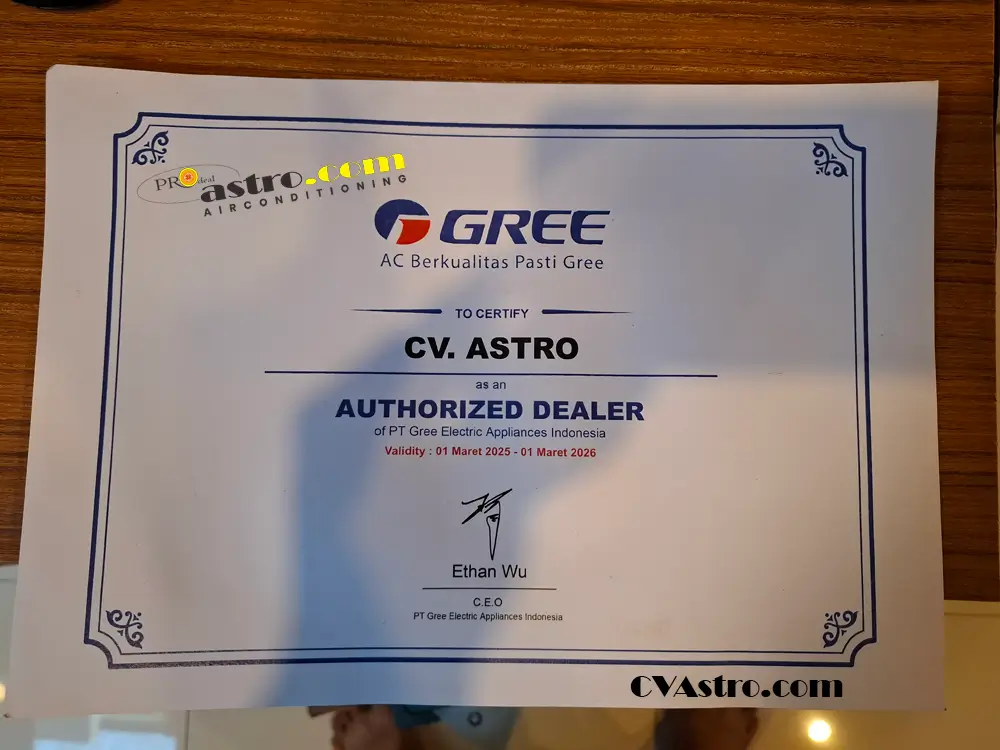 PROdeal
astro.com
AIRCONDITIONING
GREE
AC Berkualitas Pasti Gree
TO CERTIFY
CV. ASTRO
as an
AUTHORIZED DEALER
of PT Gree Electric Appliances Indonesia
Validity : 01 Maret 2025 - 01 Maret 2026
Ethan Wu
C.E.O
PT Gree Electric Appliances Indonesia
CVAstro.com